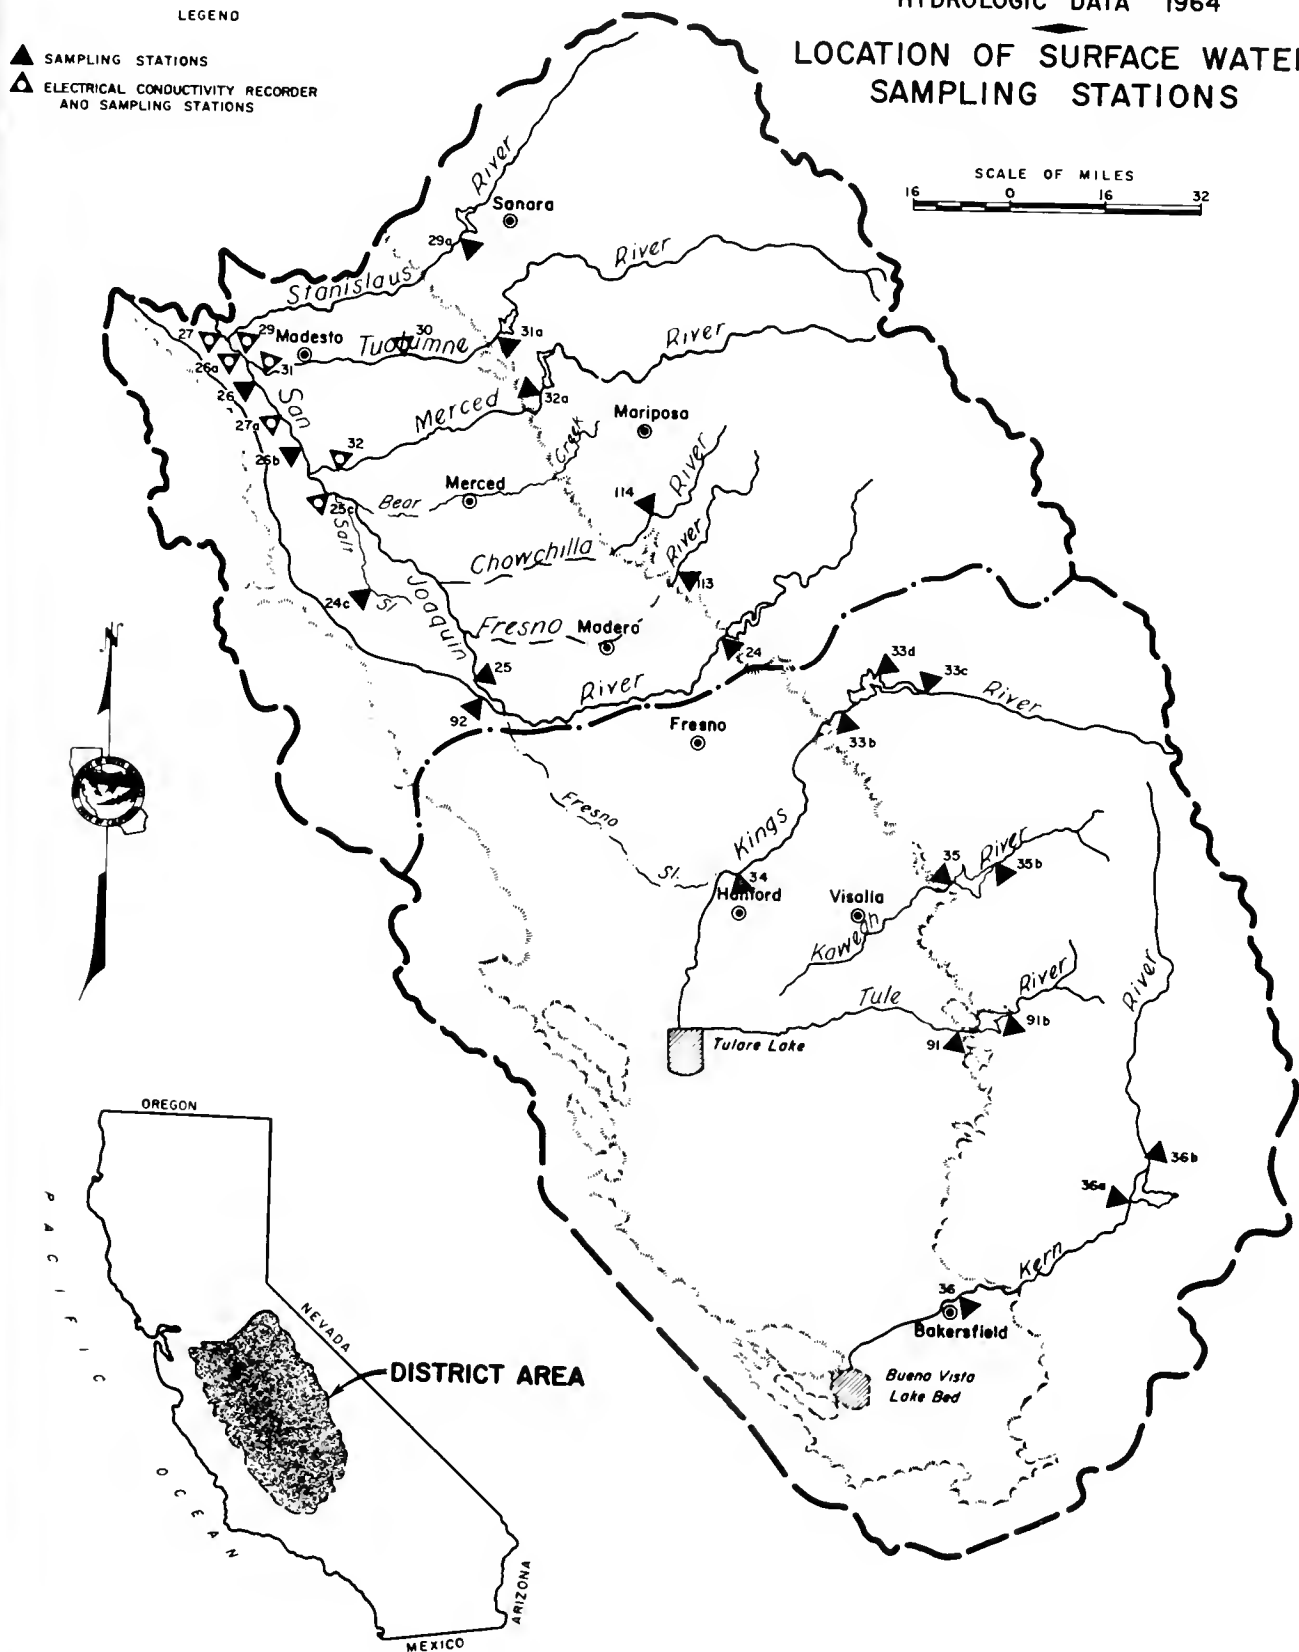 HYDROLOGIC DATA 1964
LOCATION OF SURFACE WATER
SAMPLING STATIONS
LEGEND
SAMPLING STATIONS
ELECTRICAL CONDUCTIVITY RECORDER
AND SAMPLING STATIONS
SCALE OF MILES
16 0 16 32
River
Sonora
29a
River
Stanislaus
27
29
Modesto
30
Tuolumne
31a
River
26a
31
26
San
Merced
32a
Mariposa
27a
32
26b
Creek
River
Merced
114
Bear
25c
Salt
River
Chowchilla
113
24c
Sl
Joaquin
Fresno
Madera
24
25
33d
33c
River
River
92
Fresno
33b
Fresno
Kings
Sl.
34
35
River
35b
Hanford
Visalia
Kaweah
River
River
Tule
91b
91
Tulare Lake
36b
36a
Kern
36
Bakersfield
Buena Vista
Lake Bed
OREGON
PACIFIC
NEVADA
DISTRICT AREA
OCEAN
ARIZONA
MEXICO